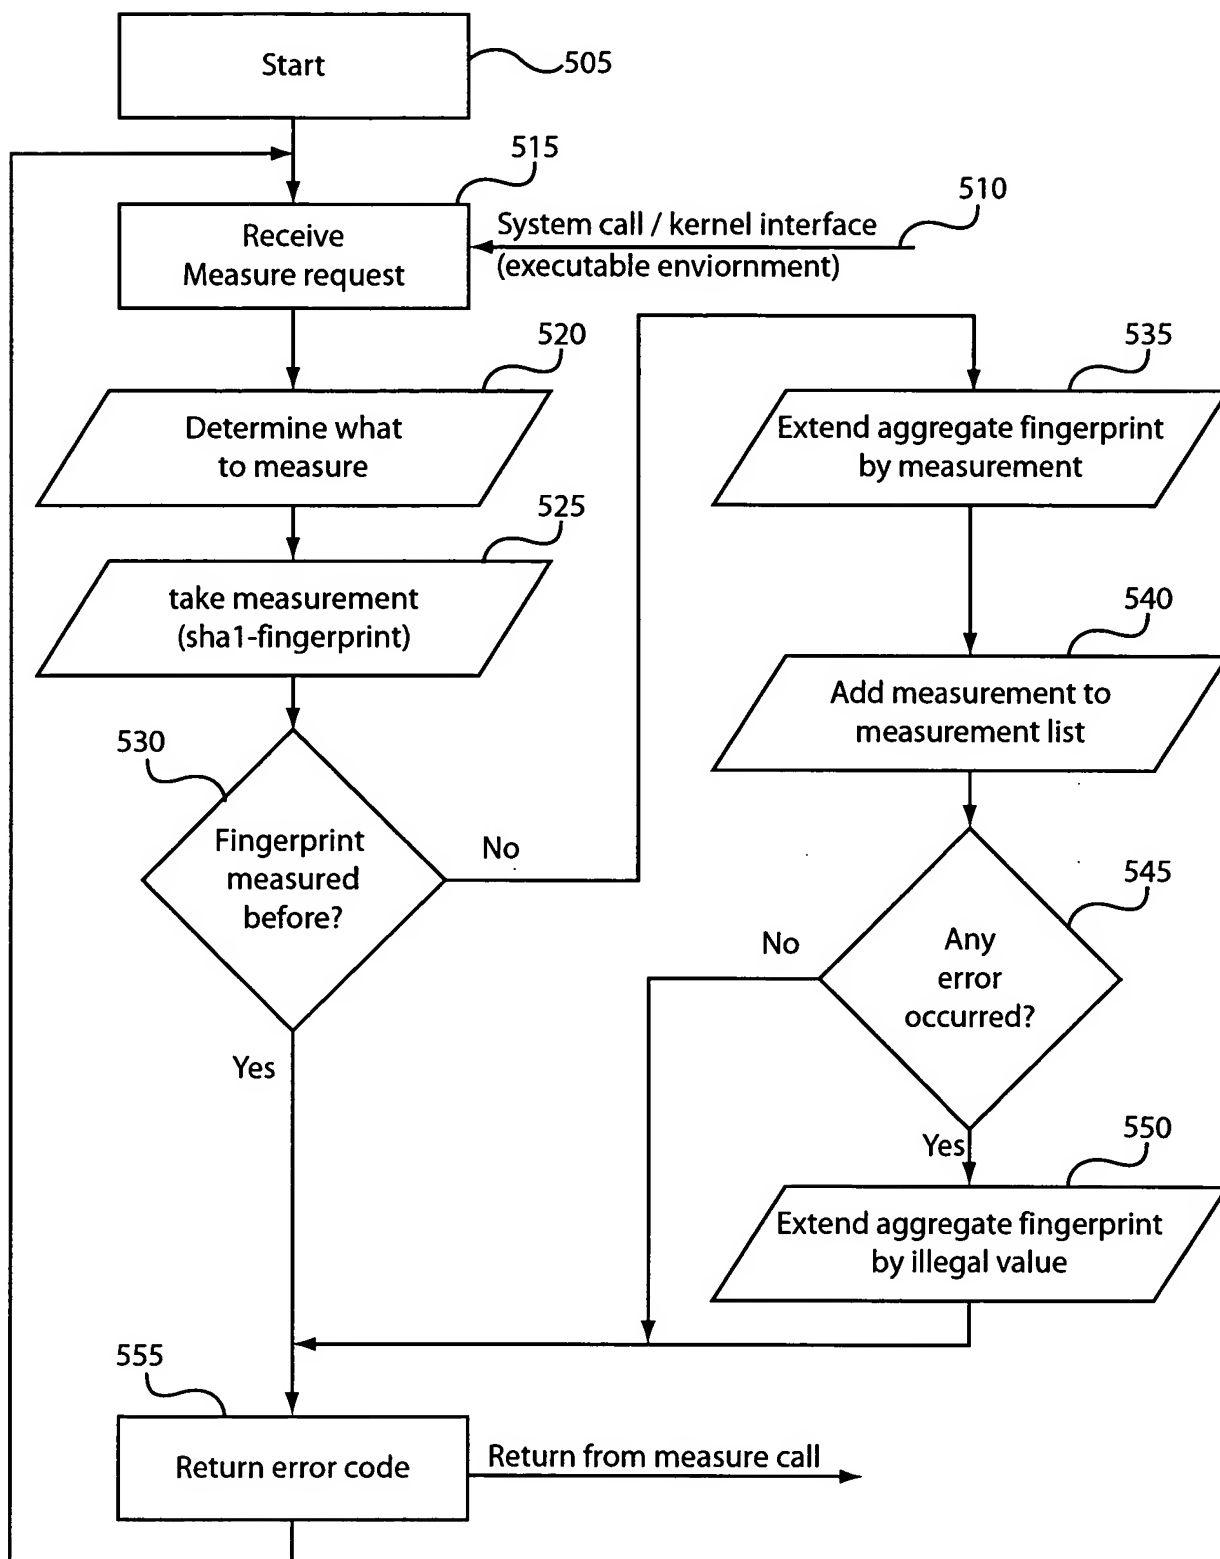 Start
505
515
Receive
Measure request
System call / kernel interface
(executable enviornment)
510
520
Determine what
to measure
525
take measurement
(sha1-fingerprint)
530
Fingerprint
measured
before?
No
Yes
535
Extend aggregate fingerprint
by measurement
540
Add measurement to
measurement list
545
Any
error
occurred?
No
Yes
550
Extend aggregate fingerprint
by illegal value
555
Return error code
Return from measure call